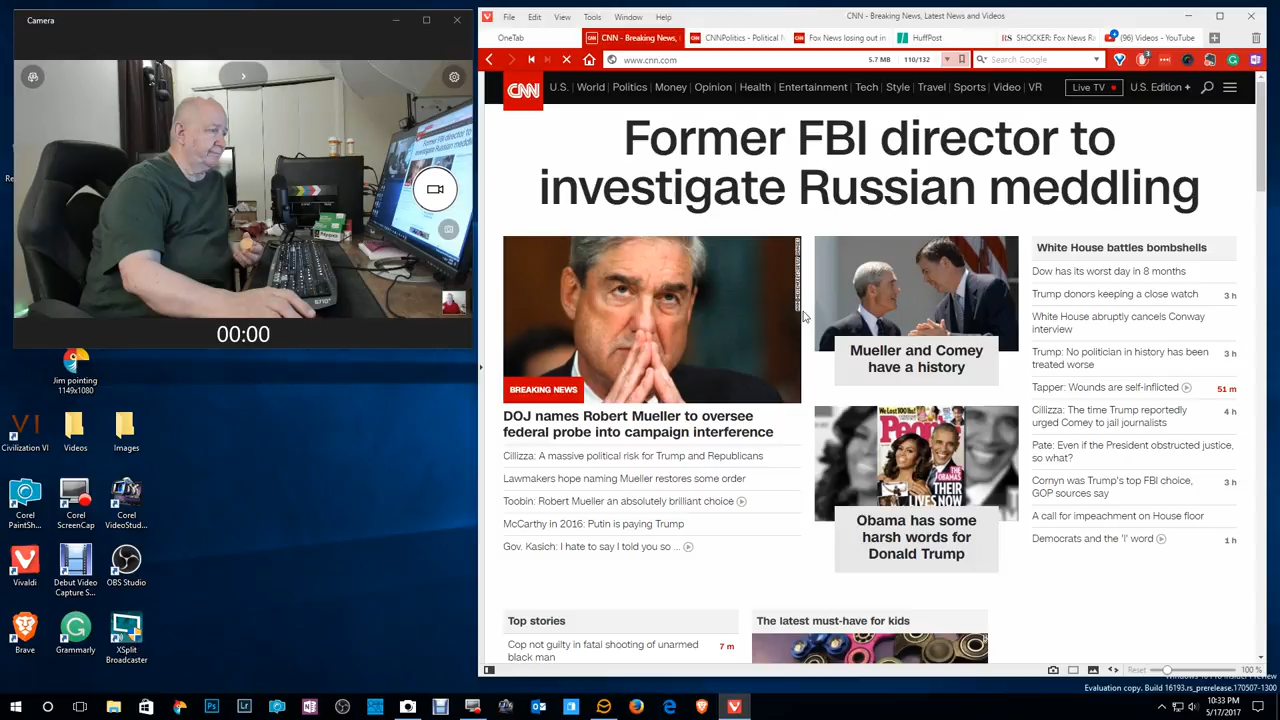 Camera
00:00
Re
Jim pointing
1149x1080
CIVILIZATION VI
Videos
Images
Corel
PaintSh...
Corel
ScreenCap
Corel
VideoStud...
Vivaldi
Debut Video
Capture S...
OBS Studio
Brave
Grammarly
XSplit
Broadcaster
File Edit View Tools Window Help
CNN - Breaking News, Latest News and Videos
OneTab
CNN - Breaking News,
CNNPolitics - Political N
Fox News losing out in
HuffPost
SHOCKER: Fox News Ra
(96) Videos - YouTube
www.cnn.com
5.7 MB 110/132
Search Google
CNN
U.S. World Politics Money Opinion Health Entertainment Tech Style Travel Sports Video VR
Live TV
U.S. Edition +
Former FBI director to
investigate Russian meddling
BREAKING NEWS
DOJ names Robert Mueller to oversee
federal probe into campaign interference
Cillizza: A massive political risk for Trump and Republicans
Lawmakers hope naming Mueller restores some order
Toobin: Robert Mueller an absolutely brilliant choice
McCarthy in 2016: Putin is paying Trump
Gov. Kasich: I hate to say I told you so ...
Mueller and Comey
have a history
We Lost 100 lbs!
People
THE
OBAMAS
THEIR
LIVES NOW
Obama has some
harsh words for
Donald Trump
White House battles bombshells
Dow has its worst day in 8 months
Trump donors keeping a close watch 3 h
White House abruptly cancels Conway
interview
Trump: No politician in history has been 3 h
treated worse
Tapper: Wounds are self-inflicted 51 m
Cillizza: The time Trump reportedly 4 h
urged Comey to jail journalists
Pate: Even if the President obstructed justice,
so what?
Cornyn was Trump's top FBI choice, 3 h
GOP sources say
A call for impeachment on House floor
Democrats and the 'I' word 1 h
Top stories
Cop not guilty in fatal shooting of unarmed 7 m
black man
The latest must-have for kids
Reset
100 %
Evaluation copy. Build 16193.rs_prerelease.170507-1300
10:33 PM
5/17/2017